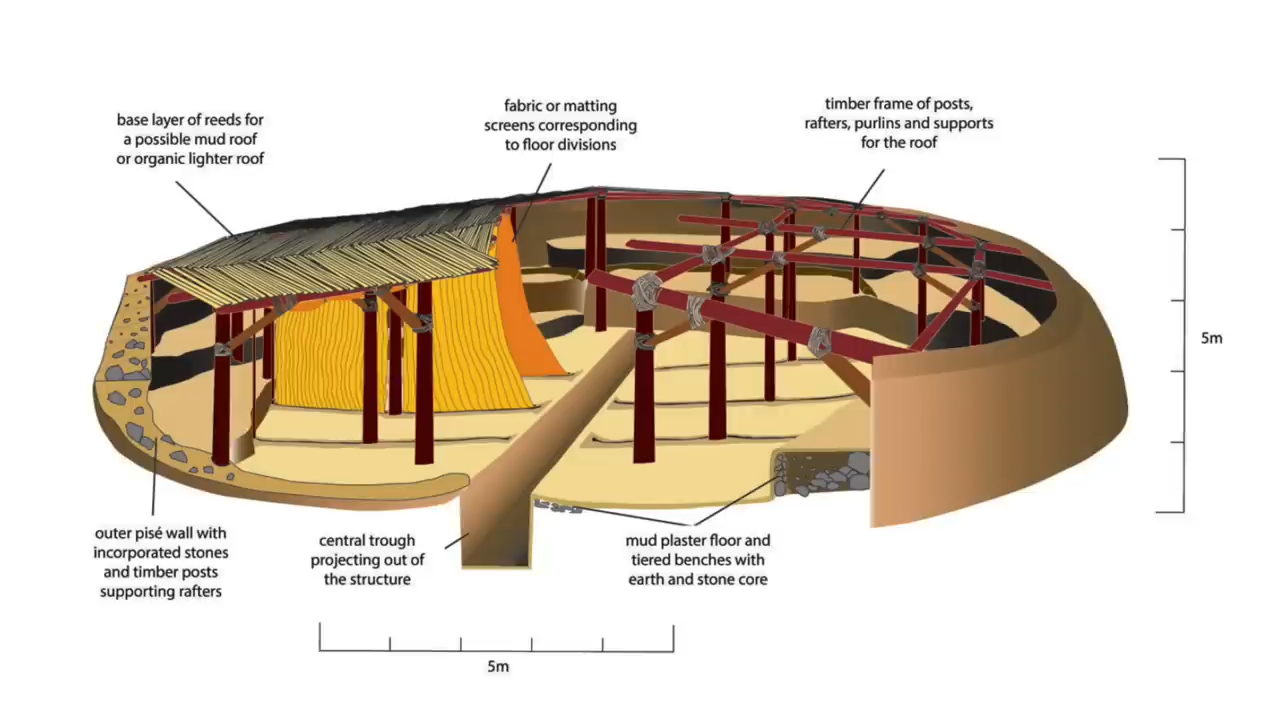 base layer of reeds for
a possible mud roof
or organic lighter roof
fabric or matting
screens corresponding
to floor divisions
timber frame of posts,
rafters, purlins and supports
for the roof
5m
outer pisé wall with
incorporated stones
and timber posts
supporting rafters
central trough
projecting out of
the structure
mud plaster floor and
tiered benches with
earth and stone core
5m